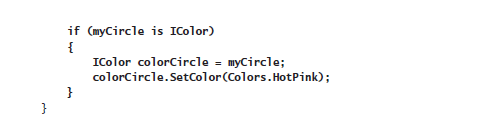 if (myCircle is IColor)
{
IColor colorCircle = myCircle;
colorCircle.SetColor(Colors.HotPink);
}
}